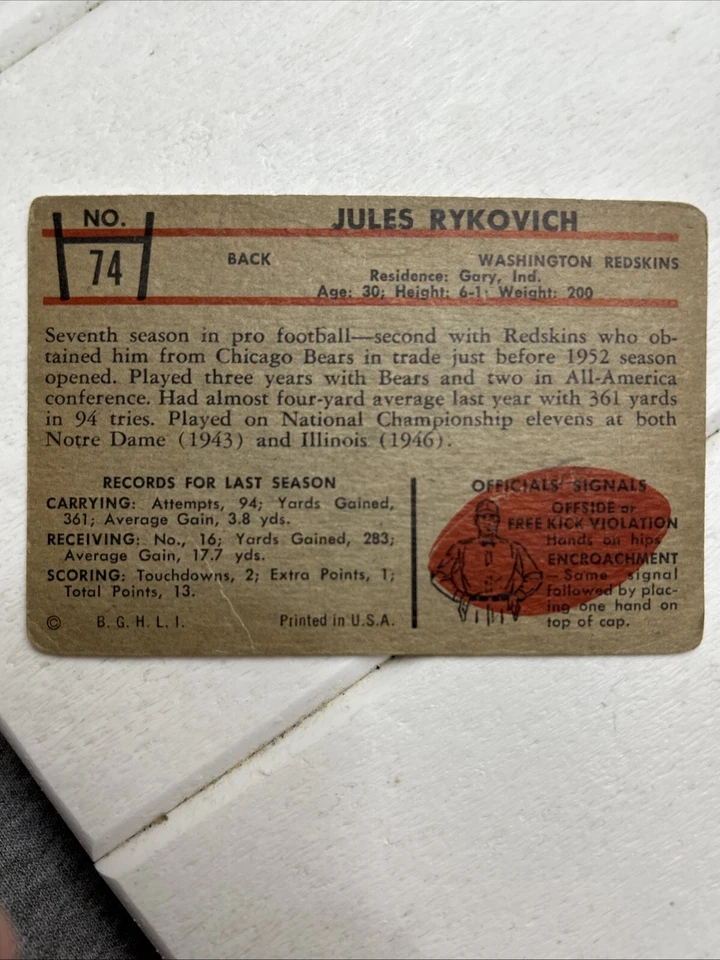 NO.
74
JULES RYKOVICH
BACK
WASHINGTON REDSKINS
Residence: Gary, Ind.
Age: 30; Height: 6-1; Weight: 200
Seventh season in pro football—second with Redskins who ob-
tained him from Chicago Bears in trade just before 1952 season
opened. Played three years with Bears and two in All-America
conference. Had almost four-yard average last year with 361 yards
in 94 tries. Played on National Championship elevens at both
Notre Dame (1943) and Illinois (1946).
RECORDS FOR LAST SEASON
CARRYING: Attempts, 94; Yards Gained,
361; Average Gain, 3.8 yds.
RECEIVING: No., 16; Yards Gained, 283;
Average Gain, 17.7 yds.
SCORING: Touchdowns, 2; Extra Points, 1;
Total Points, 13.
© B. G. H. L. I. Printed in U.S.A.
OFFICIALS' SIGNALS
OFFSIDE or
FREE KICK VIOLATION
Hands on hips
ENCROACHMENT
— Same signal
followed by plac-
ing one hand on
top of cap.